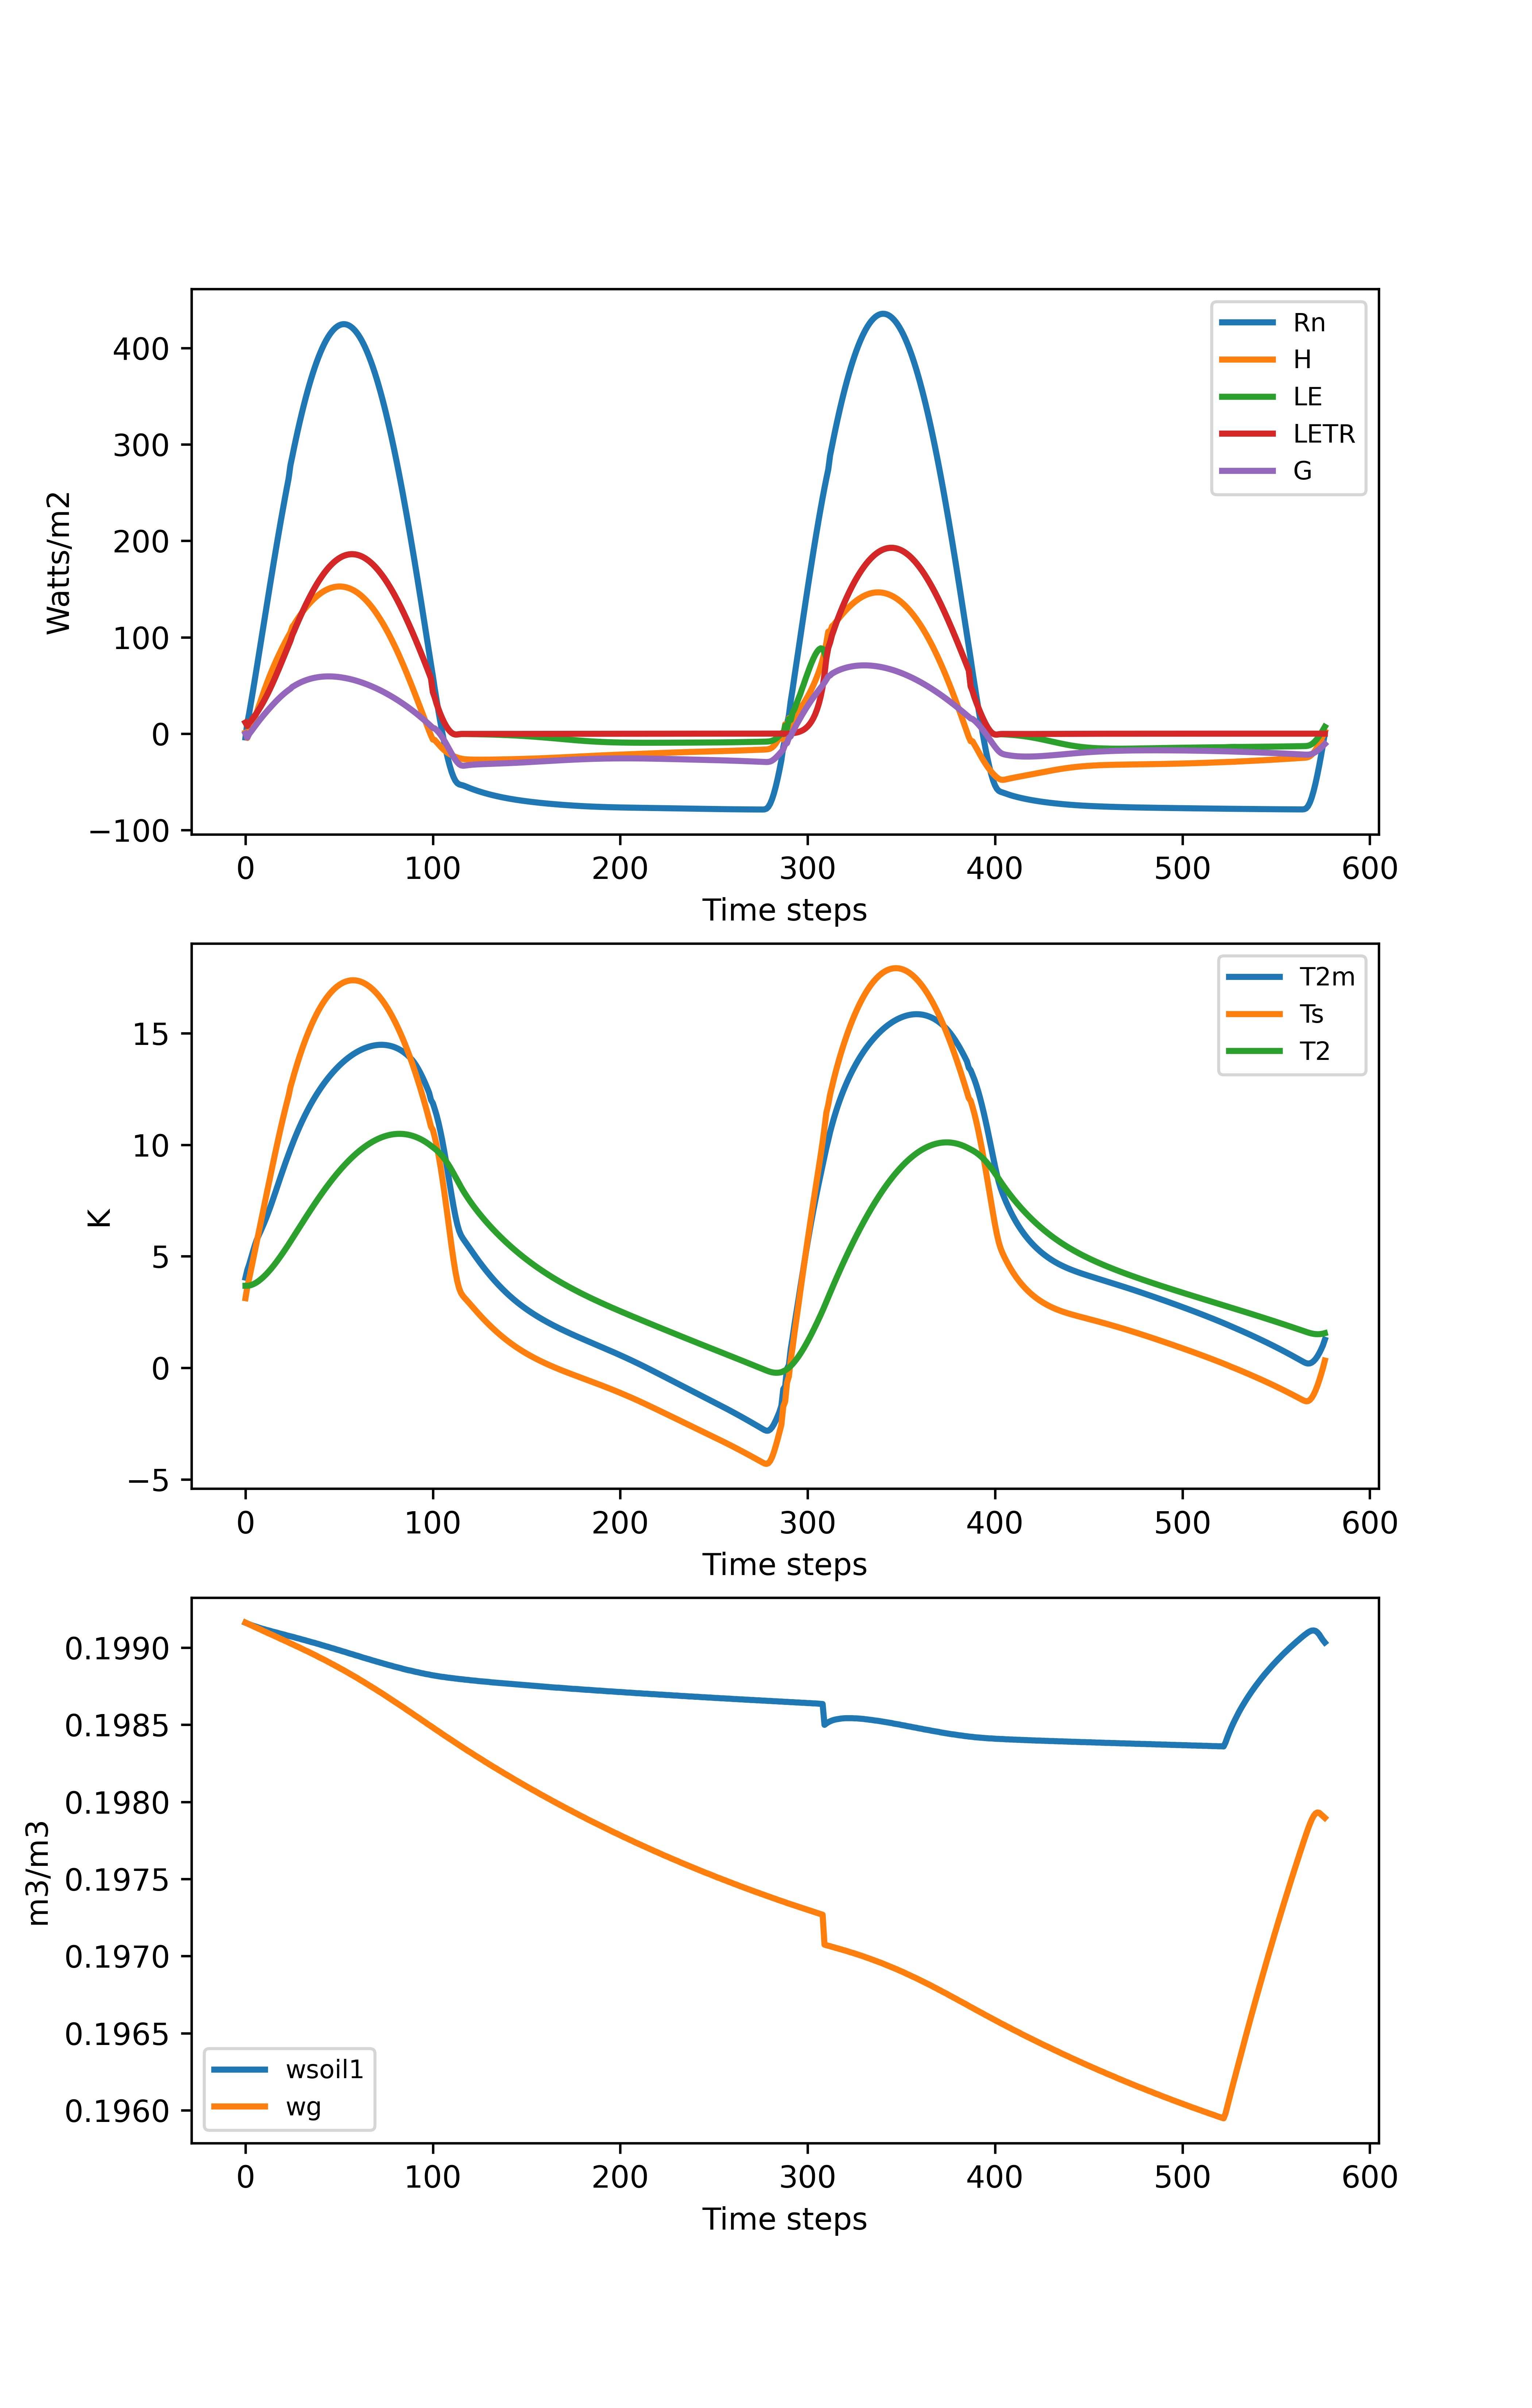 400
300
200
100
0
−100
Watts/m2
Rn
H
LE
LETR
G
0 100 200 300 400 500 600
Time steps
15
10
5
0
−5
K
T2m
Ts
T2
0 100 200 300 400 500 600
Time steps
0.1990
0.1985
0.1980
0.1975
0.1970
0.1965
0.1960
m3/m3
wsoil1
wg
0 100 200 300 400 500 600
Time steps